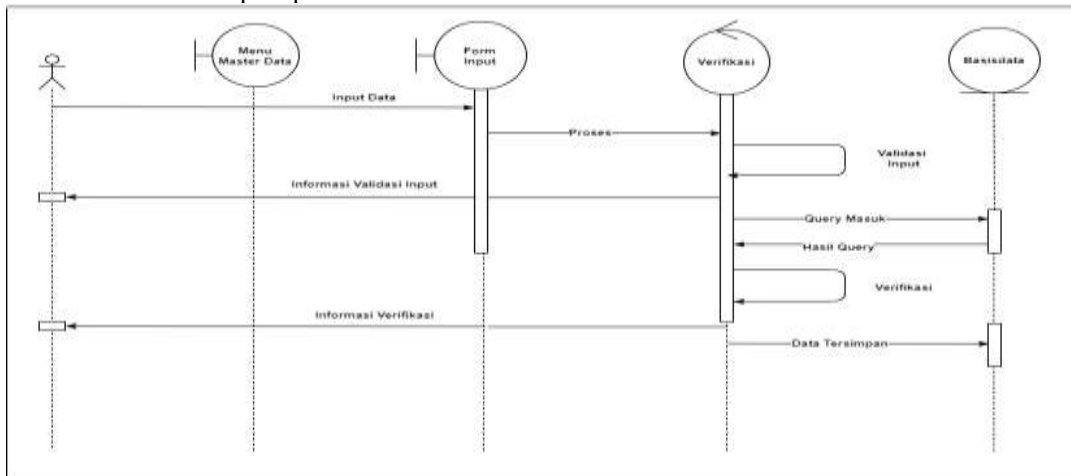 Menu
Master Data
Form
Input
Verifikasi
Basisdata
Input Data
Proses
Validasi
Input
Informasi Validasi Input
Query Masuk
Hasil Query
Verifikasi
Informasi Verifikasi
Data Tersimpan